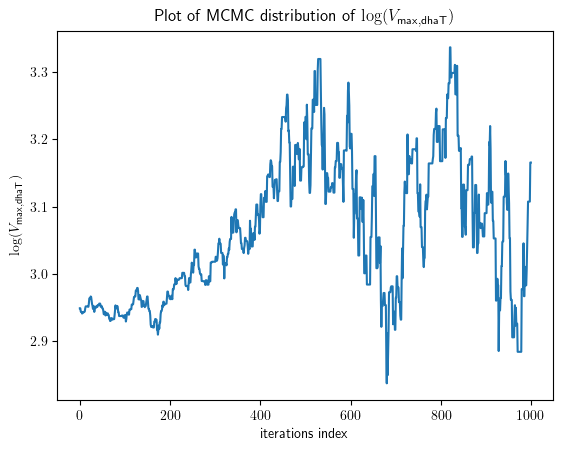 Plot of MCMC distribution of log(V_max,dhaT)
log(V_max,dhaT)
3.3
3.2
3.1
3.0
2.9
0 200 400 600 800 1000
iterations index